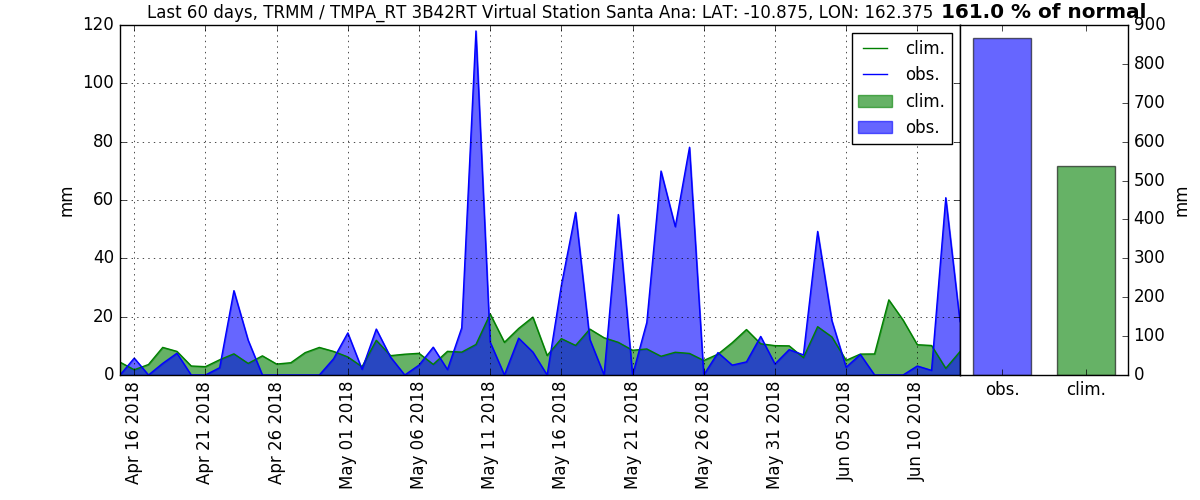 Last 60 days, TRMM / TMPA_RT 3B42RT Virtual Station Santa Ana: LAT: -10.875, LON: 162.375 161.0 % of normal
120
100
80
60
40
20
0
mm
clim.
obs.
clim.
obs.
900
800
700
600
500
400
300
200
100
0
mm
Apr 16 2018
Apr 21 2018
Apr 26 2018
May 01 2018
May 06 2018
May 11 2018
May 16 2018
May 21 2018
May 26 2018
May 31 2018
Jun 05 2018
Jun 10 2018
obs.
clim.